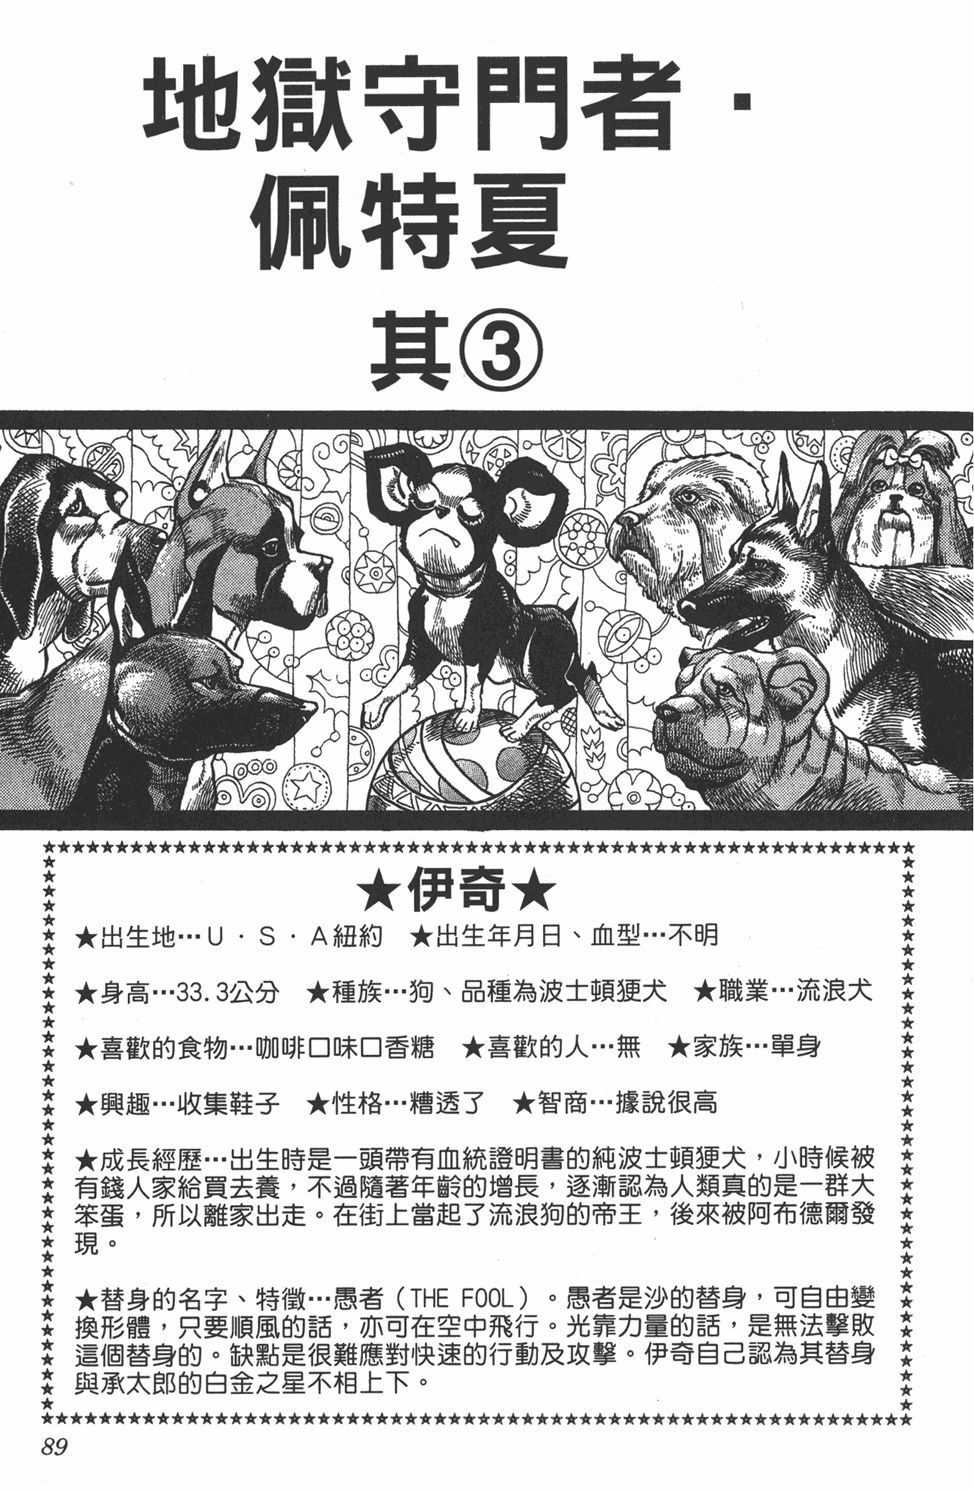 地獄守門者・
佩特夏
其③
★伊奇★
★出生地…U・S・A紐約　★出生年月日、血型…不明
★身高…33.3公分　★種族…狗、品種為波士頓㹴犬　★職業…流浪犬
★喜歡的食物…咖啡口味口香糖　★喜歡的人…無　★家族…單身
★興趣…收集鞋子　★性格…糟透了　★智商…據說很高
★成長經歷…出生時是一頭帶有血統證明書的純波士頓㹴犬，小時候被
有錢人家給買去養，不過隨著年齡的增長，逐漸認為人類真的是一群大
笨蛋，所以離家出走。在街上當起了流浪狗的帝王，後來被阿布德爾發
現。
★替身的名字、特徵…愚者（THE FOOL）。愚者是沙的替身，可自由變
換形體，只要順風的話，亦可在空中飛行。光靠力量的話，是無法擊敗
這個替身的。缺點是很難應對快速的行動及攻擊。伊奇自己認為其替身
與承太郎的白金之星不相上下。
89